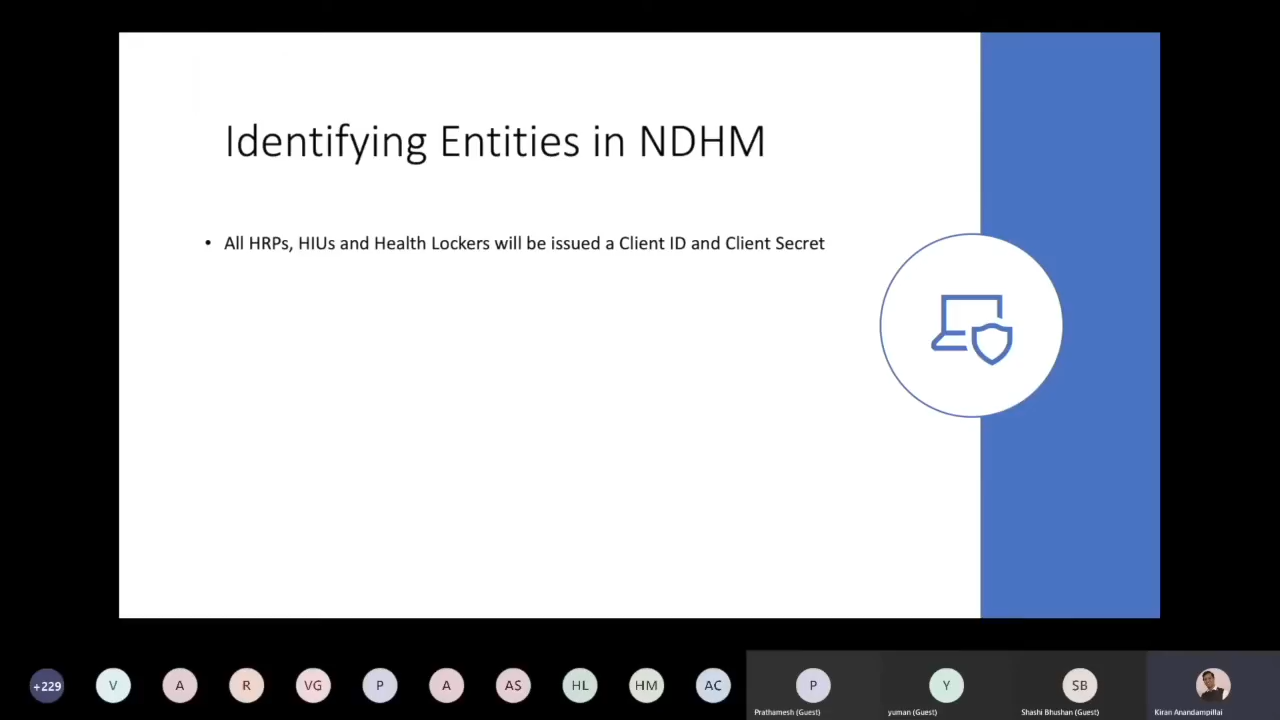 Identifying Entities in NDHM
• All HRPs, HIUs and Health Lockers will be issued a Client ID and Client Secret
+229
V
A
R
VG
P
A
AS
HL
HM
AC
P
Y
SB
Prathamesh (Guest)
yuman (Guest)
Shashi Bhushan (Guest)
Kiran Anandampillai